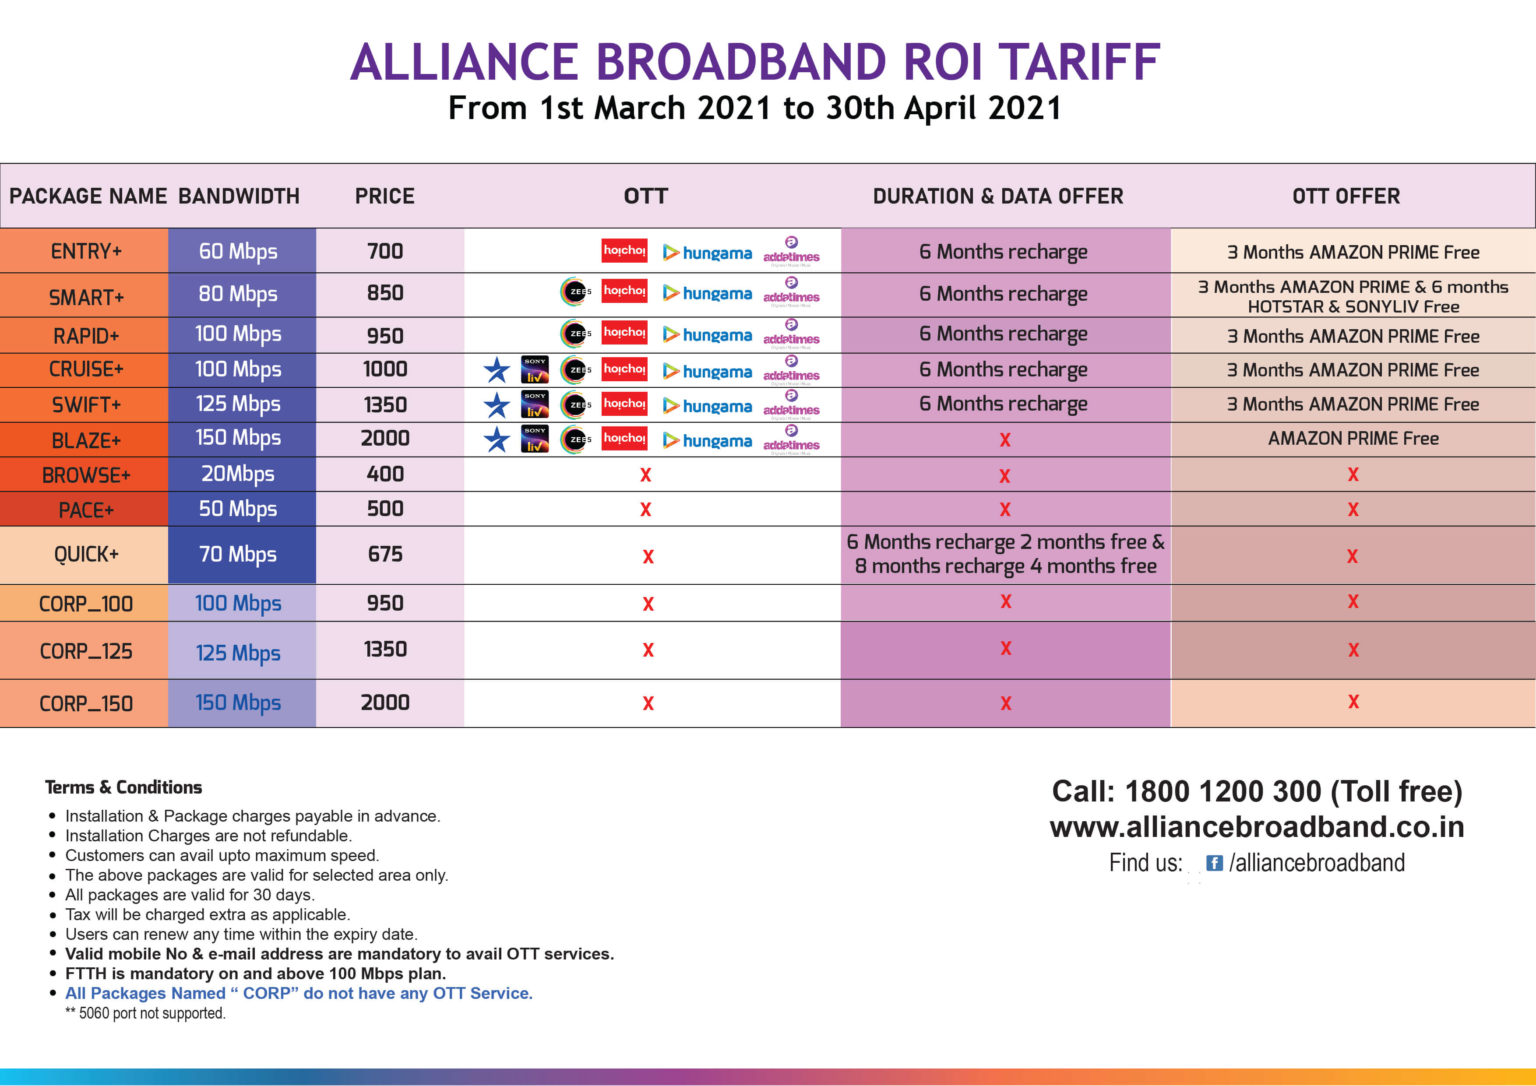 ALLIANCE BROADBAND ROI TARIFF
From 1st March 2021 to 30th April 2021
PACKAGE NAME BANDWIDTH PRICE OTT DURATION & DATA OFFER OTT OFFER
ENTRY+ 60 Mbps 700 hoichoi hungama addatimes 6 Months recharge 3 Months AMAZON PRIME Free
SMART+ 80 Mbps 850 ZEE5 hoichoi hungama addatimes 6 Months recharge 3 Months AMAZON PRIME & 6 months
HOTSTAR & SONYLIV Free
RAPID+ 100 Mbps 950 ZEE5 hoichoi hungama addatimes 6 Months recharge 3 Months AMAZON PRIME Free
CRUISE+ 100 Mbps 1000 SONY liv ZEE5 hoichoi hungama addatimes 6 Months recharge 3 Months AMAZON PRIME Free
SWIFT+ 125 Mbps 1350 SONY liv ZEE5 hoichoi hungama addatimes 6 Months recharge 3 Months AMAZON PRIME Free
BLAZE+ 150 Mbps 2000 SONY liv ZEE5 hoichoi hungama addatimes X AMAZON PRIME Free
BROWSE+ 20Mbps 400 X X X
PACE+ 50 Mbps 500 X X X
QUICK+ 70 Mbps 675 X 6 Months recharge 2 months free &
8 months recharge 4 months free X
CORP_100 100 Mbps 950 X X X
CORP_125 125 Mbps 1350 X X X
CORP_150 150 Mbps 2000 X X X
Terms & Conditions
• Installation & Package charges payable in advance.
• Installation Charges are not refundable.
• Customers can avail upto maximum speed.
• The above packages are valid for selected area only.
• All packages are valid for 30 days.
• Tax will be charged extra as applicable.
• Users can renew any time within the expiry date.
• Valid mobile No & e-mail address are mandatory to avail OTT services.
• FTTH is mandatory on and above 100 Mbps plan.
• All Packages Named “ CORP” do not have any OTT Service.
** 5060 port not supported.
Call: 1800 1200 300 (Toll free)
www.alliancebroadband.co.in
Find us: f /alliancebroadband